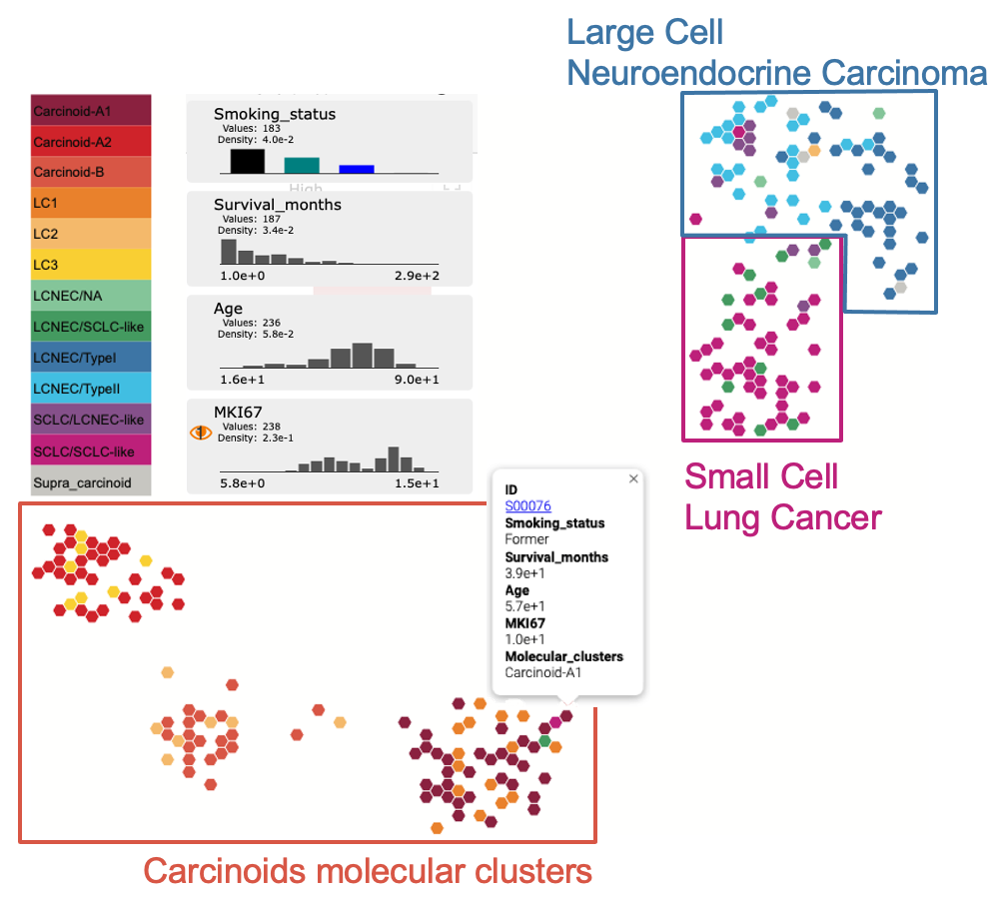 Large Cell
Neuroendocrine Carcinoma
Carcinoid-A1
Carcinoid-A2
Carcinoid-B
LC1
LC2
LC3
LCNEC/NA
LCNEC/SCLC-like
LCNEC/TypeI
LCNEC/TypeII
SCLC/LCNEC-like
SCLC/SCLC-like
Supra_carcinoid
Smoking_status
Values: 183
Density: 4.0e-2
High
Survival_months
Values: 187
Density: 3.4e-2
1.0e+0 2.9e+2
Age
Values: 236
Density: 5.8e-2
1.6e+1 9.0e+1
MKI67
Values: 238
Density: 2.3e-1
5.8e+0 1.5e+1
ID
S00076
Smoking_status
Former
Survival_months
3.9e+1
Age
5.7e+1
MKI67
1.0e+1
Molecular_clusters
Carcinoid-A1
Small Cell
Lung Cancer
Carcinoids molecular clusters